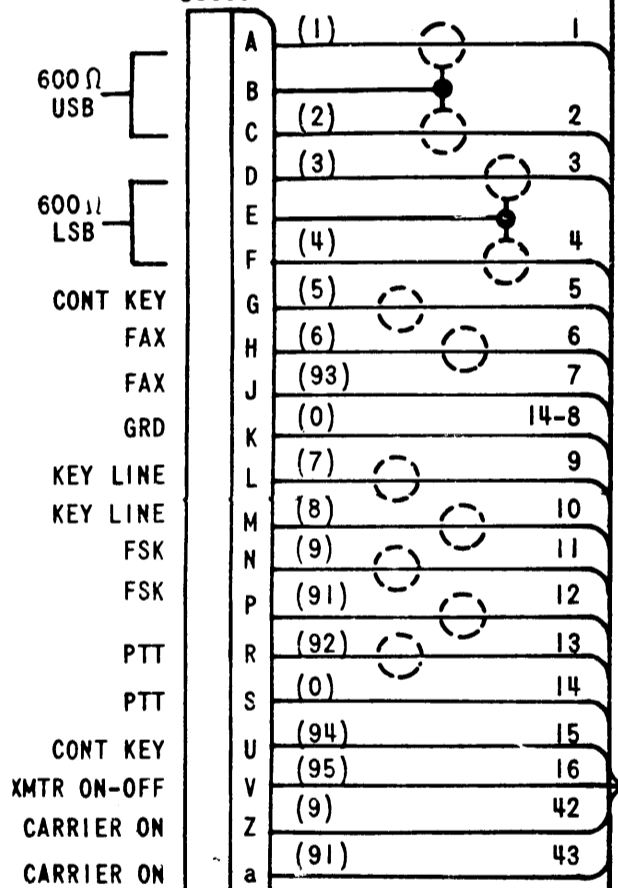 A (1) 1
600Ω USB
B
C (2) 2
D (3) 3
600Ω LSB
E
F (4) 4
CONT KEY G (5) 5
FAX H (6) 6
FAX J (93) 7
GRD K (0) 14-8
KEY LINE L (7) 9
KEY LINE M (8) 10
FSK N (9) 11
FSK P (91) 12
PTT R (92) 13
PTT S (0) 14
CONT KEY U (94) 15
XMTR ON-OFF V (95) 16
CARRIER ON Z (9) 42
CARRIER ON a (91) 43